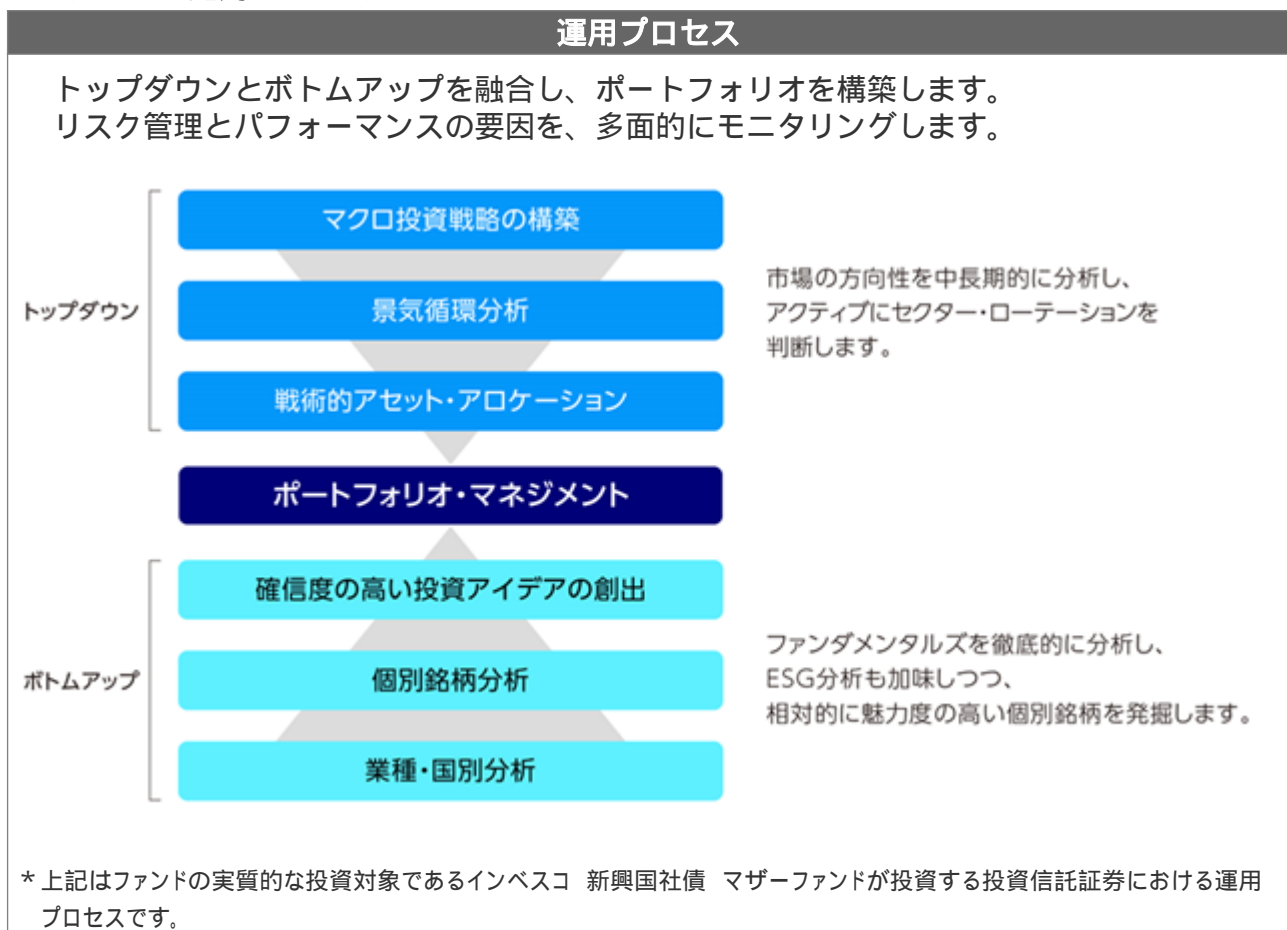 運用プロセス
トップダウンとボトムアップを融合し、ポートフォリオを構築します。
リスク管理とパフォーマンスの要因を、多面的にモニタリングします。
トップダウン
マクロ投資戦略の構築
景気循環分析
戦術的アセット・アロケーション
市場の方向性を中長期的に分析し、
アクティブにセクター・ローテーションを
判断します。
ポートフォリオ・マネジメント
ボトムアップ
確信度の高い投資アイデアの創出
個別銘柄分析
業種・国別分析
ファンダメンタルズを徹底的に分析し、
ESG分析も加味しつつ、
相対的に魅力度の高い個別銘柄を発掘します。
* 上記はファンドの実質的な投資対象であるインベスコ 新興国社債 マザーファンドが投資する投資信託証券における運用
プロセスです。